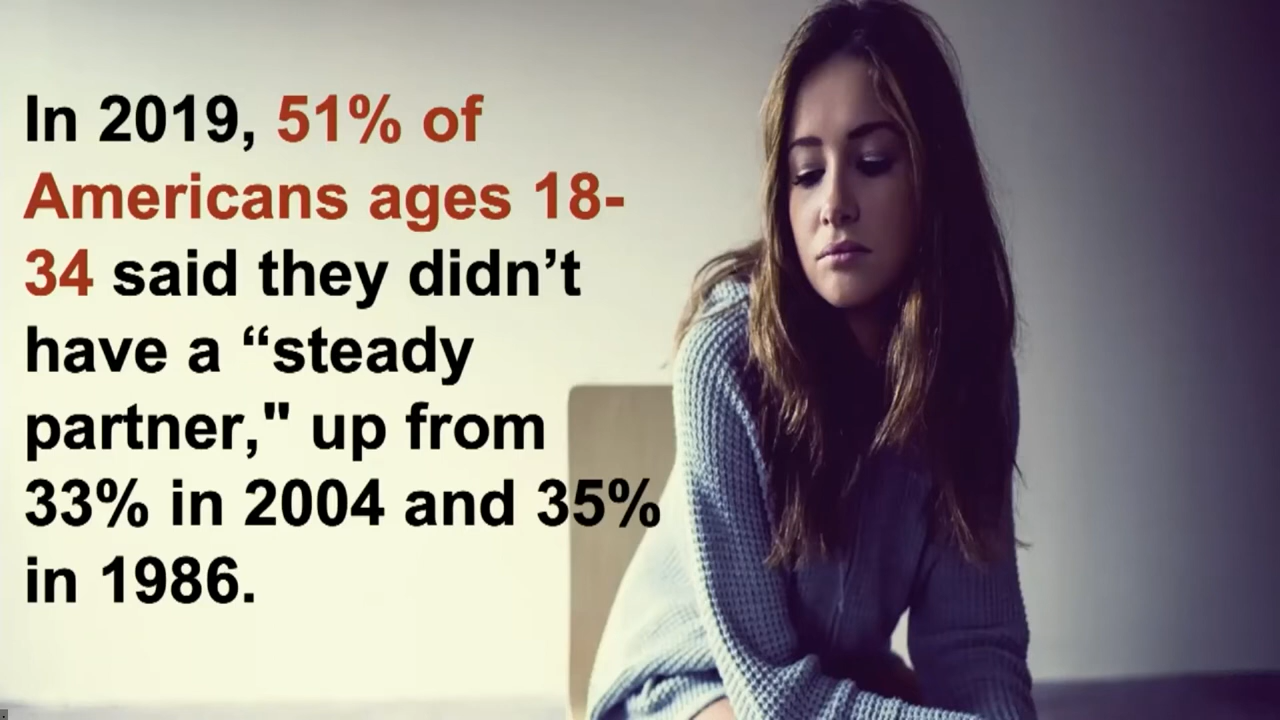 In 2019, 51% of
Americans ages 18-
34 said they didn’t
have a “steady
partner," up from
33% in 2004 and 35%
in 1986.